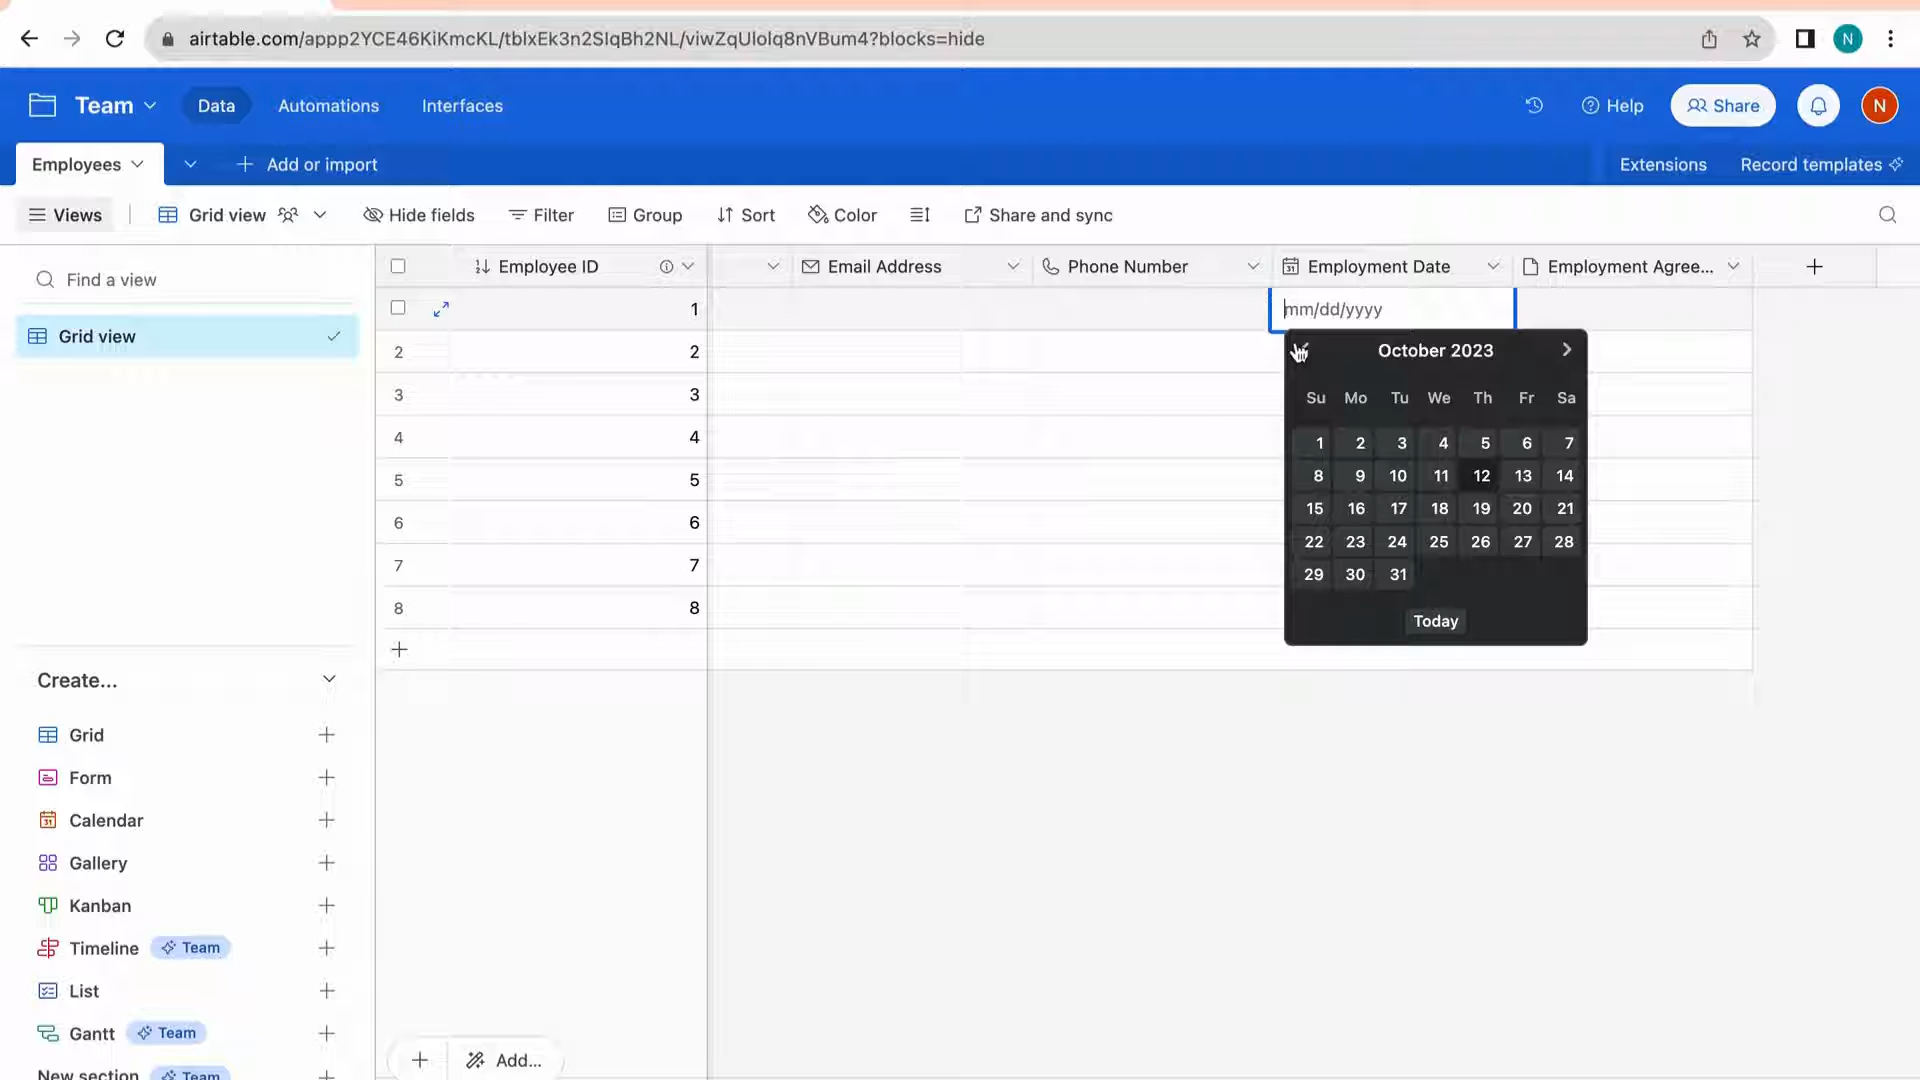 airtable.com/appp2YCE46KiKmcKL/tblxEk3n2SIqBh2NL/viwZqUloIq8nVBum4?blocks=hide
N
Team Data Automations Interfaces Help Share N
Employees Add or import Extensions Record templates
Views Grid view Hide fields Filter Group Sort Color Share and sync
Find a view
Grid view
Employee ID Email Address Phone Number Employment Date Employment Agree...
1 mm/dd/yyyy
2 2
3 3
4 4
5 5
6 6
7 7
8 8
October 2023
Su Mo Tu We Th Fr Sa
1 2 3 4 5 6 7
8 9 10 11 12 13 14
15 16 17 18 19 20 21
22 23 24 25 26 27 28
29 30 31
Today
Create...
Grid
Form
Calendar
Gallery
Kanban
Timeline Team
List
Gantt Team
New section Team
Add...